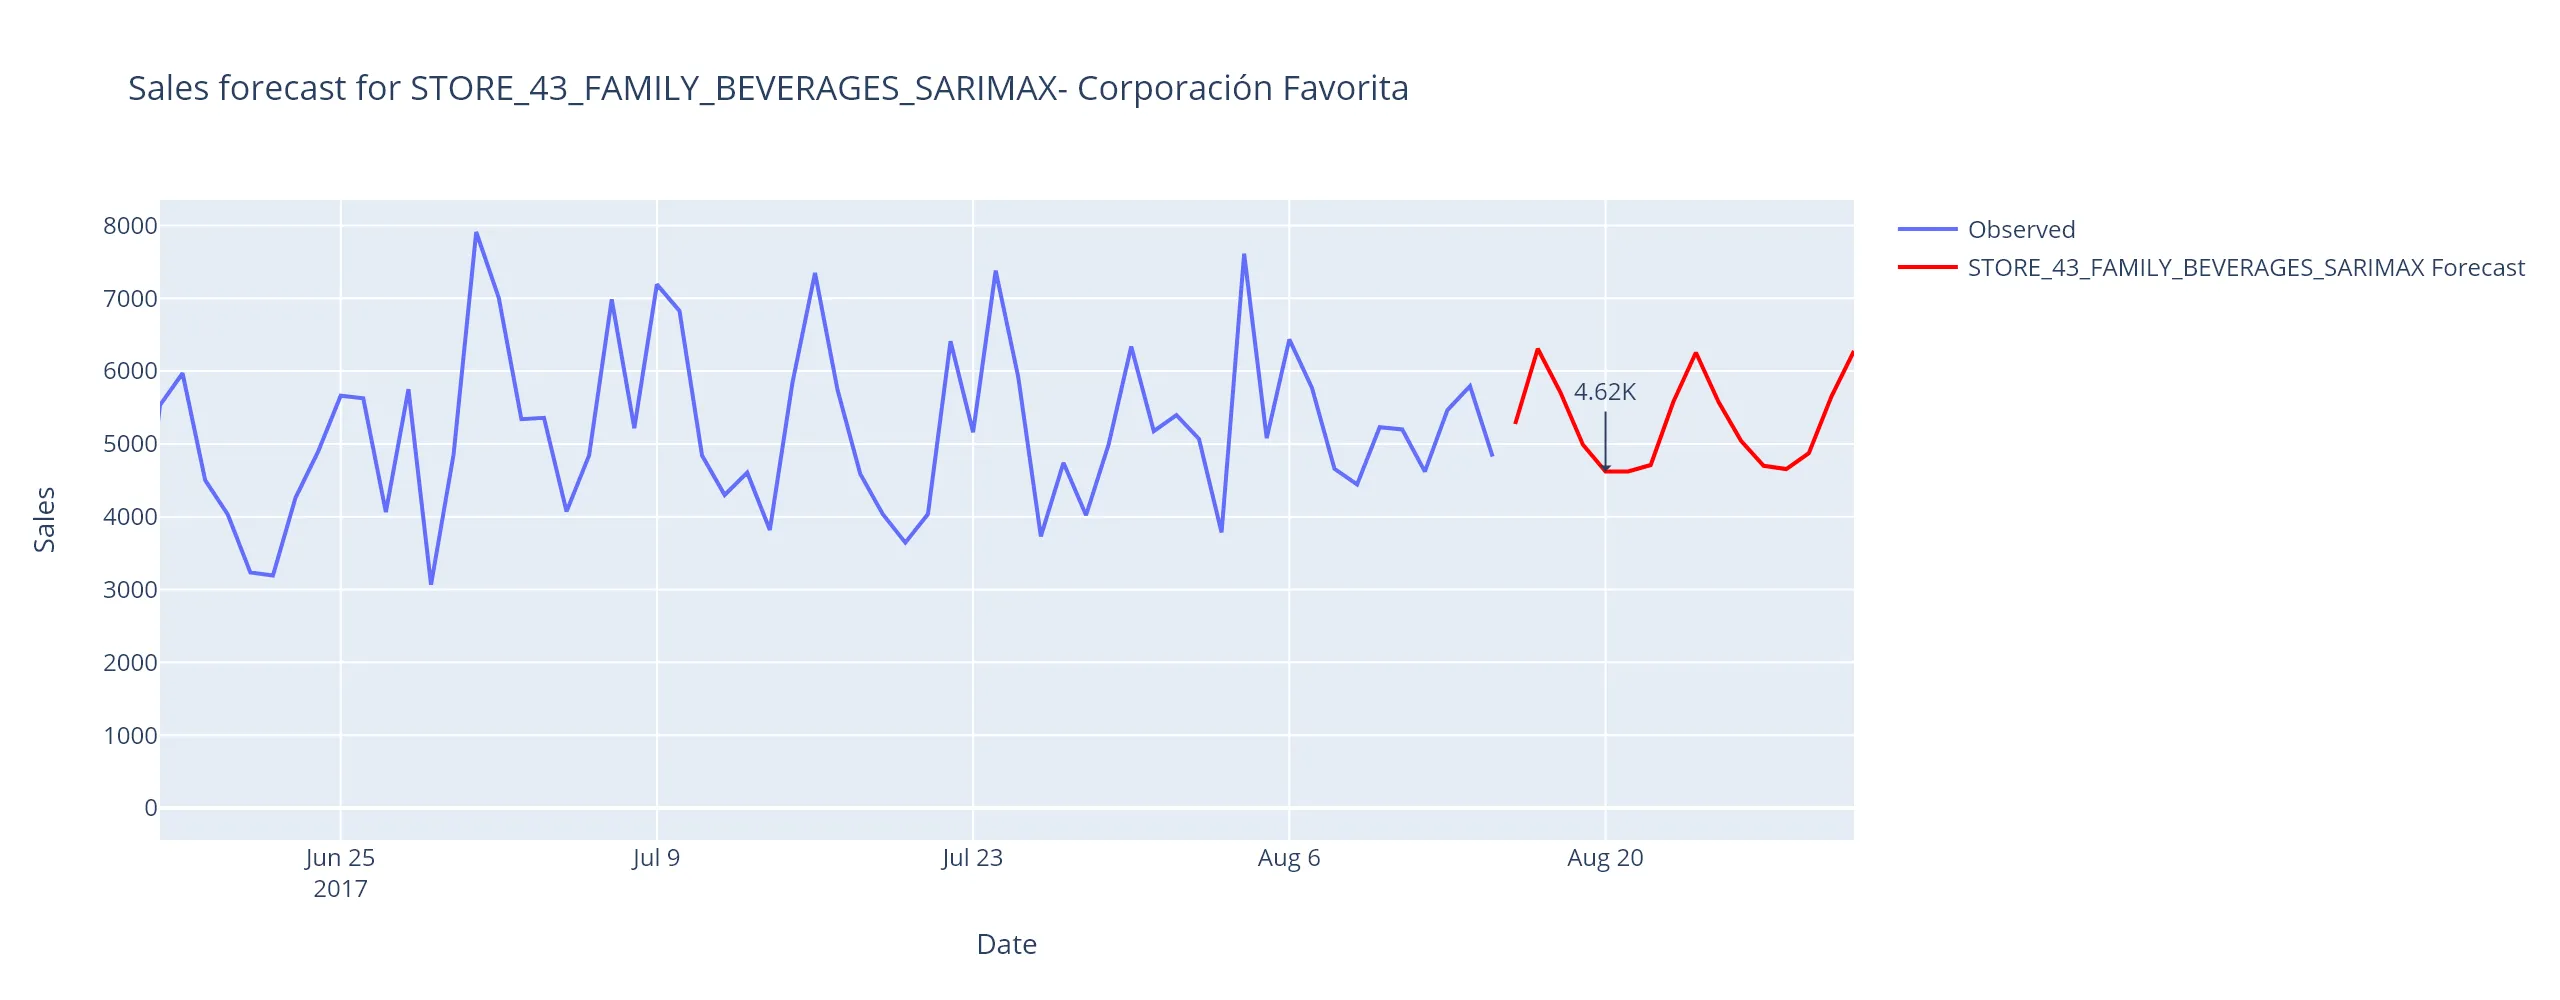 Sales forecast for STORE_43_FAMILY_BEVERAGES_SARIMAX- Corporación Favorita
Observed
STORE_43_FAMILY_BEVERAGES_SARIMAX Forecast
8000
7000
6000
5000
4000
3000
2000
1000
0
Sales
4.62K
Jun 25
2017
Jul 9
Jul 23
Aug 6
Aug 20
Date